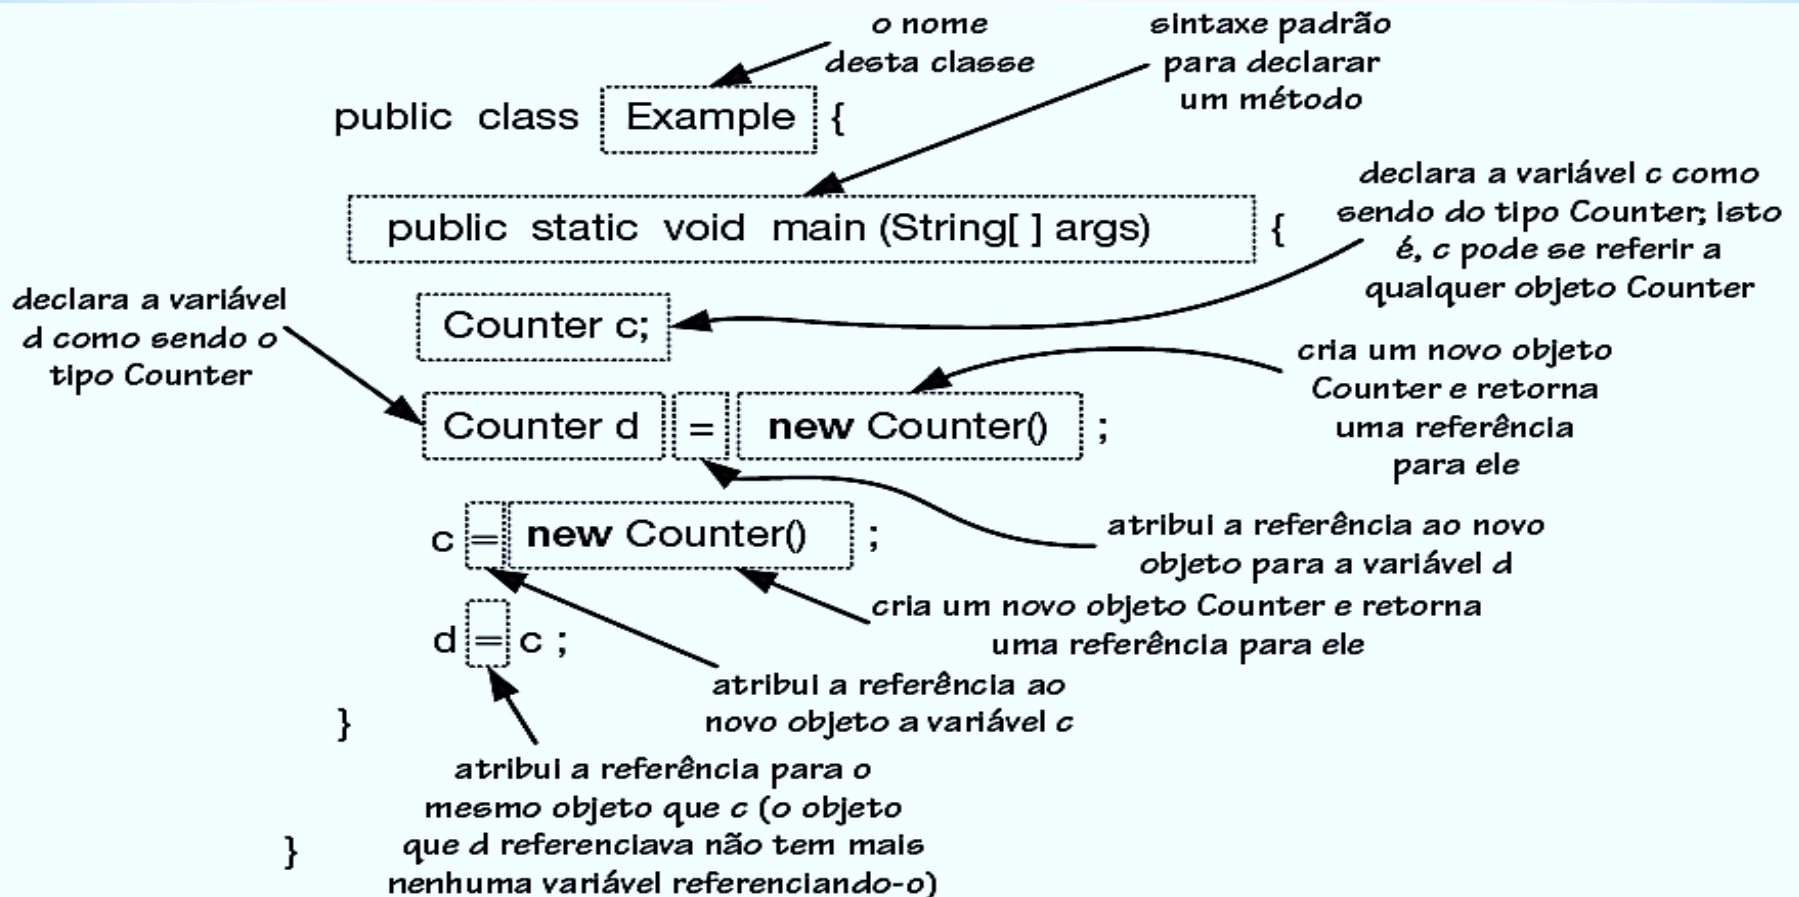 o nome
desta classe
sintaxe padrão
para declarar
um método
public class Example {
public static void main (String[ ] args) {
declara a variável c como
sendo do tipo Counter; isto
é, c pode se referir a
qualquer objeto Counter
Counter c;
declara a variável
d como sendo o
tipo Counter
Counter d = new Counter() ;
cria um novo objeto
Counter e retorna
uma referência
para ele
c = new Counter() ;
atribui a referência ao novo
objeto para a variável d
cria um novo objeto Counter e retorna
uma referência para ele
d = c ;
atribui a referência ao
novo objeto a variável c
}
atribui a referência para o
mesmo objeto que c (o objeto
que d referenciava não tem mais
nenhuma variável referenciando-o)
}